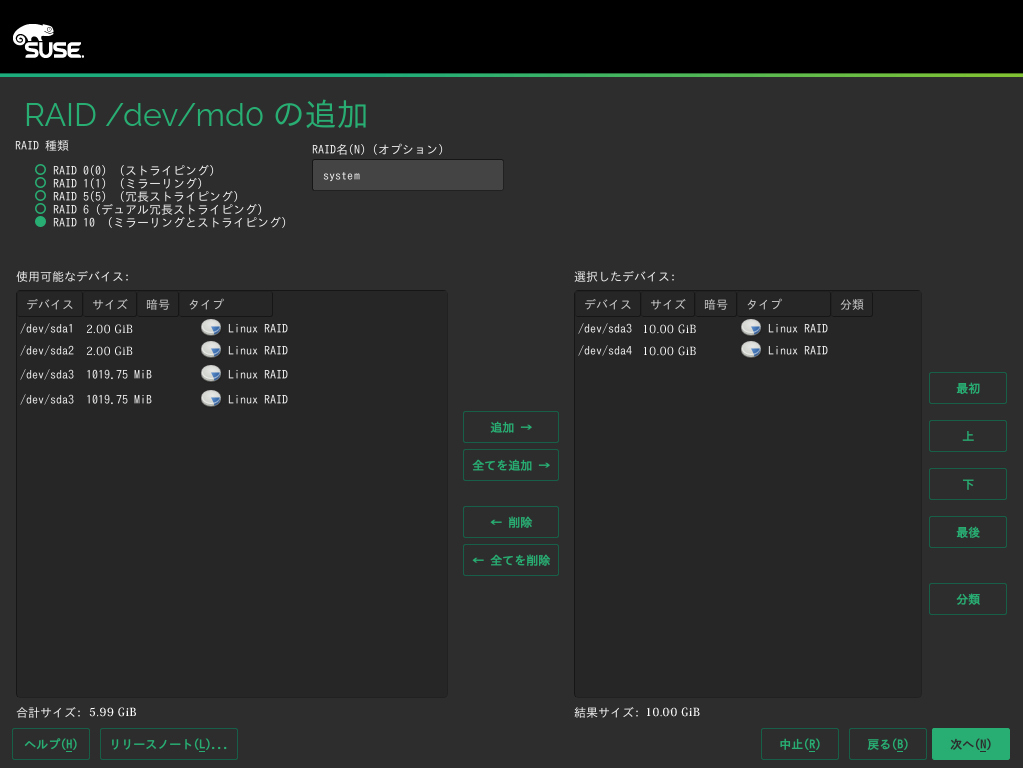 SUSE
RAID /dev/md0 の追加
RAID 種類
RAID 0(0) (ストライピング)
RAID 1(1) (ミラーリング)
RAID 5(5) (冗長ストライピング)
RAID 6 (デュアル冗長ストライピング)
RAID 10 (ミラーリングとストライピング)
RAID名(N) (オプション)
system
使用可能なデバイス:
デバイス サイズ 暗号 タイプ
/dev/sda1 2.00 GiB Linux RAID
/dev/sda2 2.00 GiB Linux RAID
/dev/sda3 1019.75 MiB Linux RAID
/dev/sda3 1019.75 MiB Linux RAID
合計サイズ: 5.99 GiB
追加 →
全てを追加 →
← 削除
← 全てを削除
選択したデバイス:
デバイス サイズ 暗号 タイプ 分類
/dev/sda3 10.00 GiB Linux RAID
/dev/sda4 10.00 GiB Linux RAID
結果サイズ: 10.00 GiB
最初
上
下
最後
分類
ヘルプ(H)
リリースノート(L)...
中止(R)
戻る(B)
次へ(N)